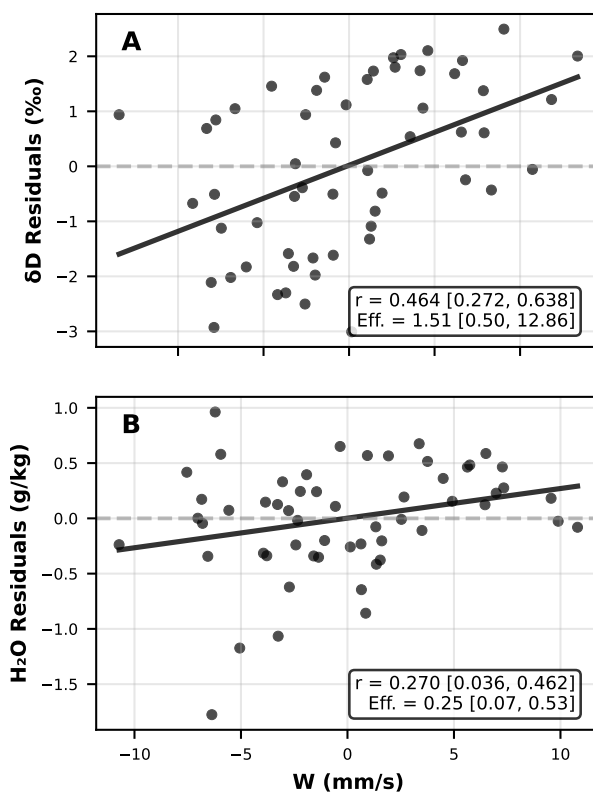 A
2
1
0
−1
−2
−3
δD Residuals (‰)
r = 0.464 [0.272, 0.638]
Eff. = 1.51 [0.50, 12.86]
B
1.0
0.5
0.0
−0.5
−1.0
−1.5
H₂O Residuals (g/kg)
r = 0.270 [0.036, 0.462]
Eff. = 0.25 [0.07, 0.53]
−10 −5 0 5 10
W (mm/s)